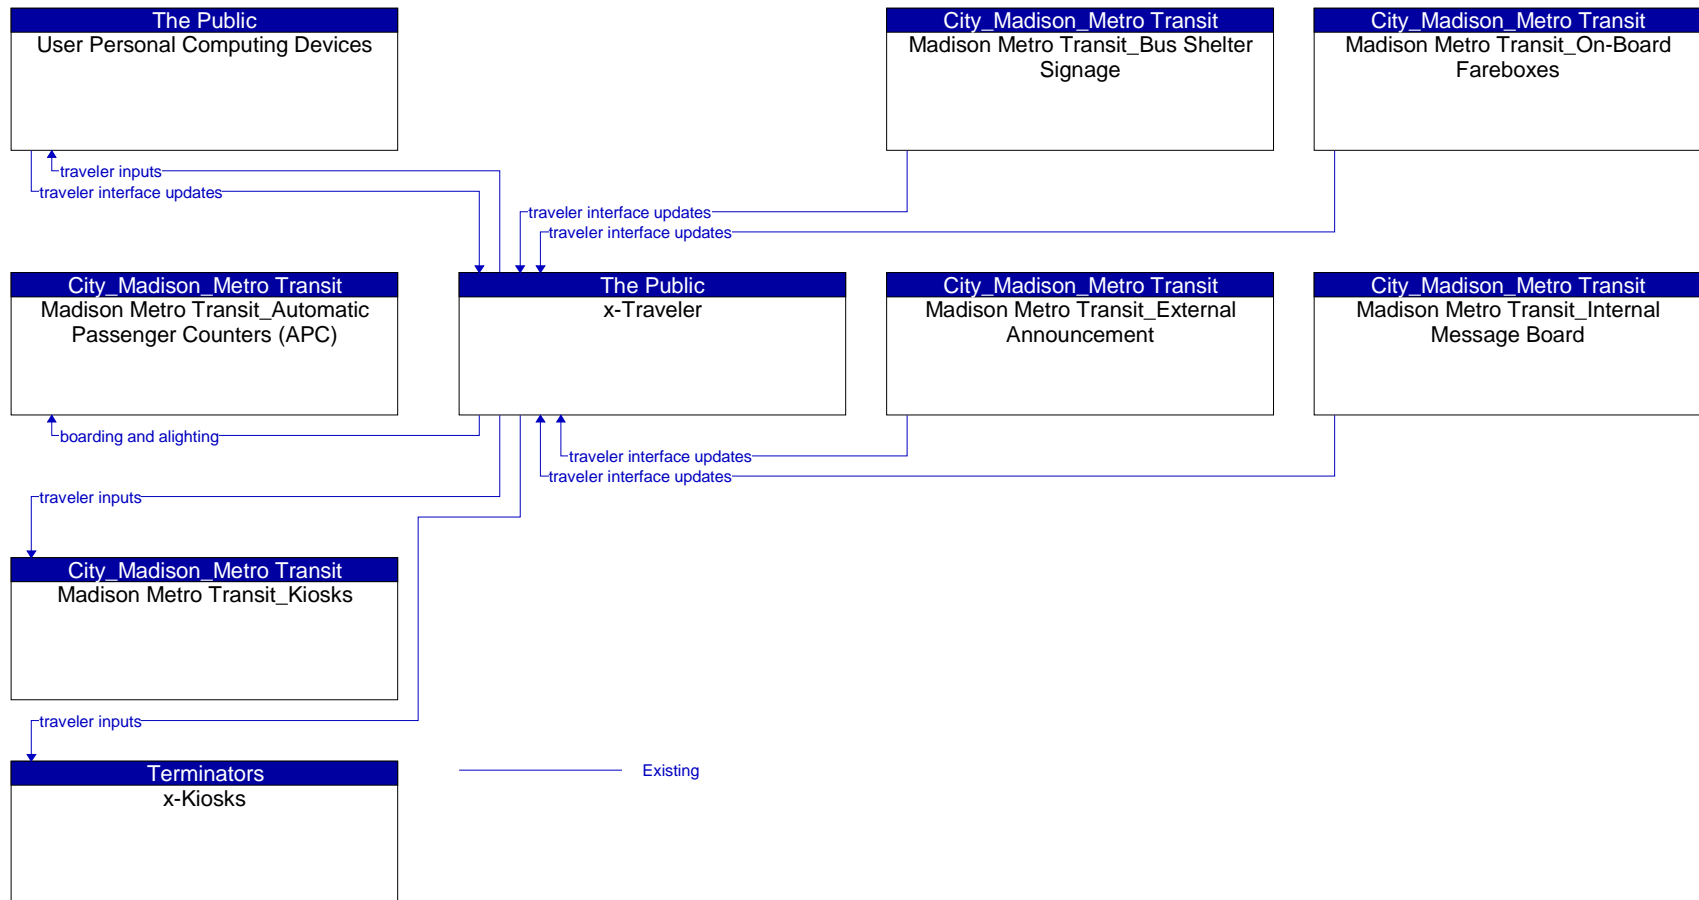 The Public
User Personal Computing Devices
City_Madison_Metro Transit
Madison Metro Transit_Bus Shelter
Signage
City_Madison_Metro Transit
Madison Metro Transit_On-Board
Fareboxes
traveler inputs
traveler interface updates
traveler interface updates
traveler interface updates
City_Madison_Metro Transit
Madison Metro Transit_Automatic
Passenger Counters (APC)
The Public
x-Traveler
City_Madison_Metro Transit
Madison Metro Transit_External
Announcement
City_Madison_Metro Transit
Madison Metro Transit_Internal
Message Board
boarding and alighting
traveler interface updates
traveler interface updates
traveler inputs
City_Madison_Metro Transit
Madison Metro Transit_Kiosks
traveler inputs
Terminators
x-Kiosks
Existing